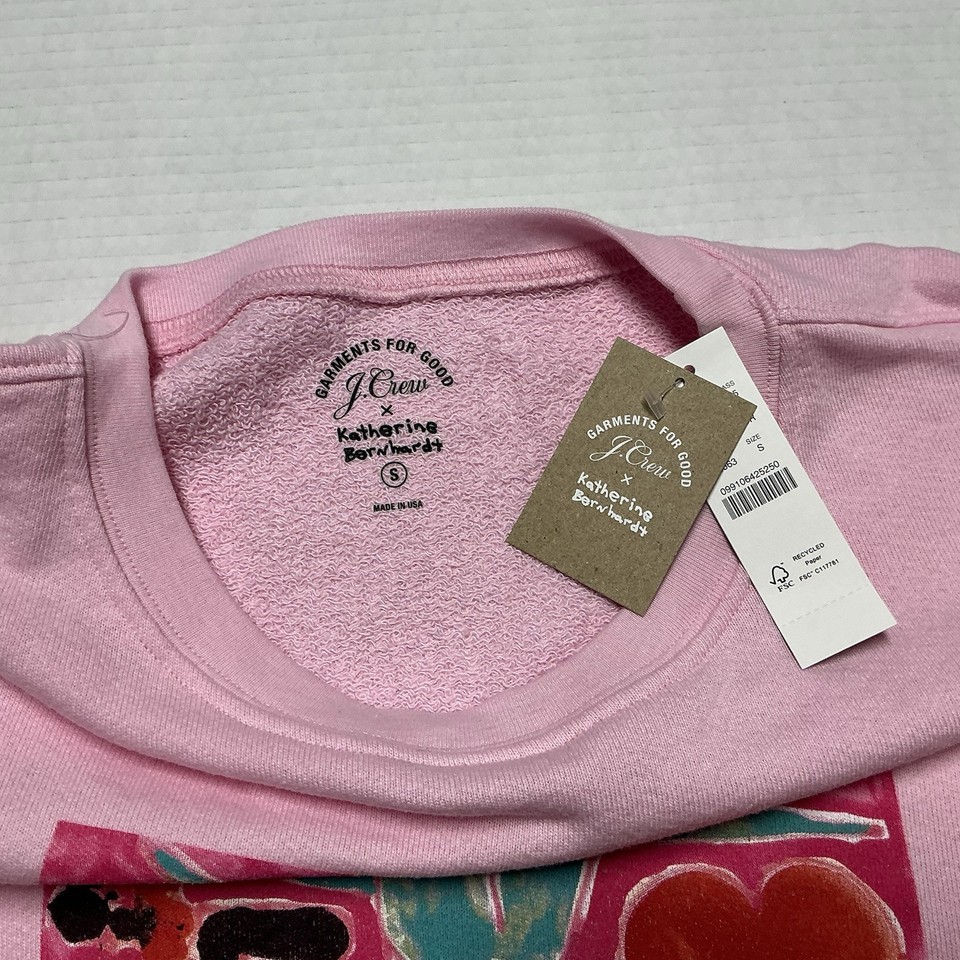 GARMENTS FOR GOOD
J.Crew
×
Katherine
Bernhardt
S
MADE IN USA
GARMENTS FOR GOOD
J.Crew
×
Katherine
Bernhardt
SIZE
S
099106425250
RECYCLED
Paper
FSC
FSC® C117761